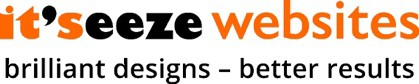 it'seeze websites
brilliant designs – better results